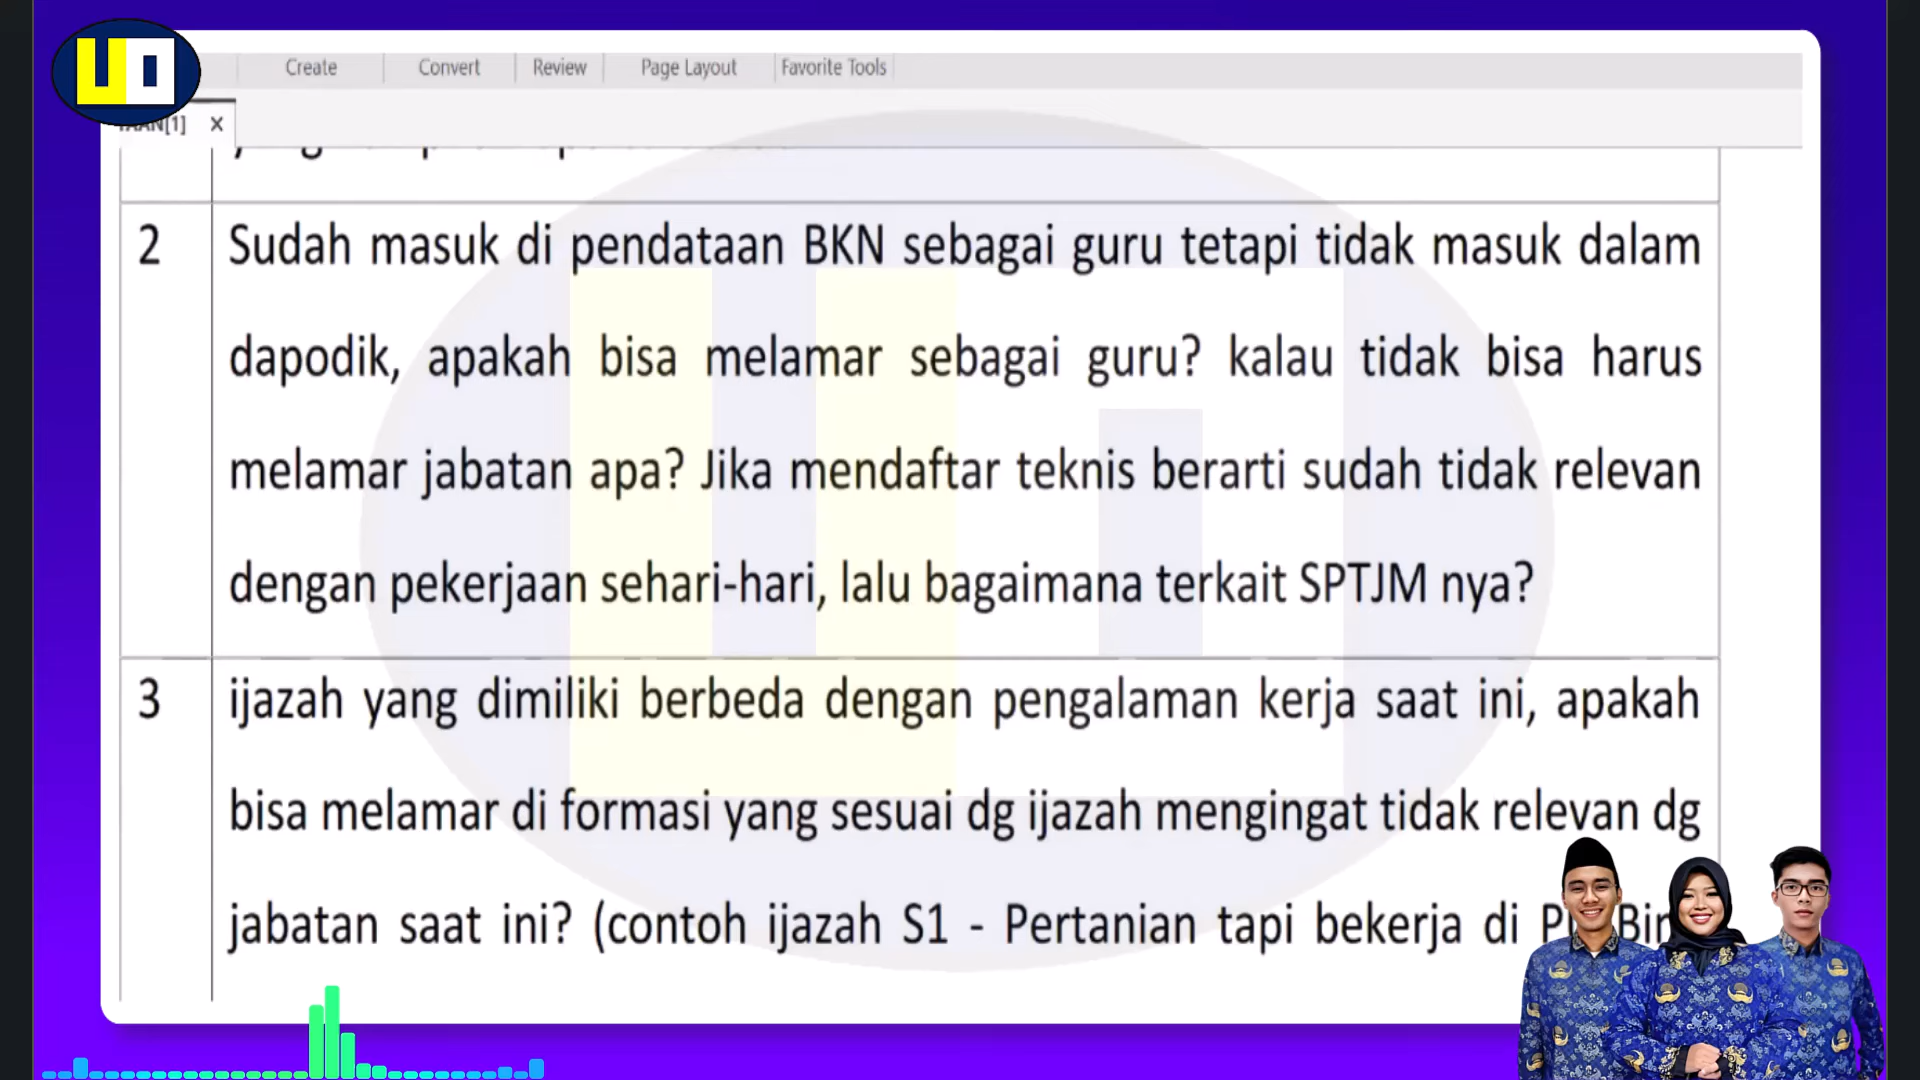 UO
Create Convert Review Page Layout Favorite Tools
[1] X
2 Sudah masuk di pendataan BKN sebagai guru tetapi tidak masuk dalam
dapodik, apakah bisa melamar sebagai guru? kalau tidak bisa harus
melamar jabatan apa? Jika mendaftar teknis berarti sudah tidak relevan
dengan pekerjaan sehari-hari, lalu bagaimana terkait SPTJM nya?
3 ijazah yang dimiliki berbeda dengan pengalaman kerja saat ini, apakah
bisa melamar di formasi yang sesuai dg ijazah mengingat tidak relevan dg
jabatan saat ini? (contoh ijazah S1 - Pertanian tapi bekerja di